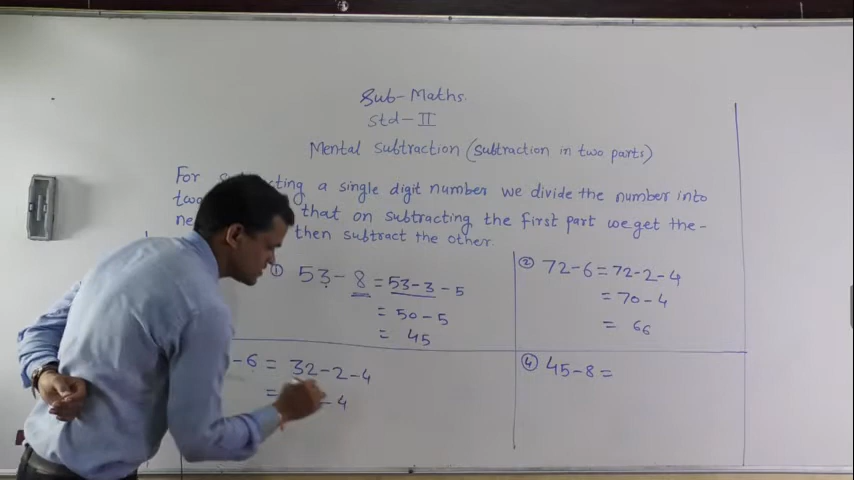 Sub-Maths.
Std-II
Mental subtraction (subtraction in two parts)
For a single digit number we divide the number into
two that on subtracting the first part we get the-
ne then subtract the other.
① 53-8 = 53-3-5
= 50-5
= 45
② 72-6 = 72-2-4
= 70-4
= 66
-6 = 32-2-4
= -4
④ 45-8 =